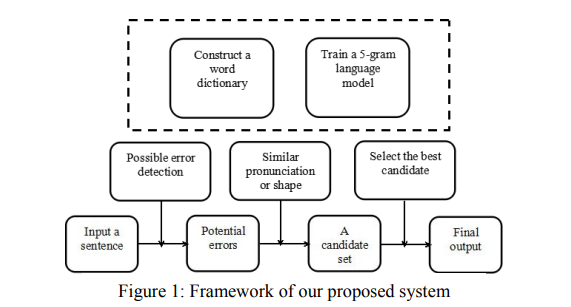 Construct a
word
dictionary
Train a 5-gram
language
model
Possible error
detection
Similar
pronunciation
or shape
Select the best
candidate
Input a
sentence
Potential
errors
A
candidate
set
Final
output
Figure 1: Framework of our proposed system